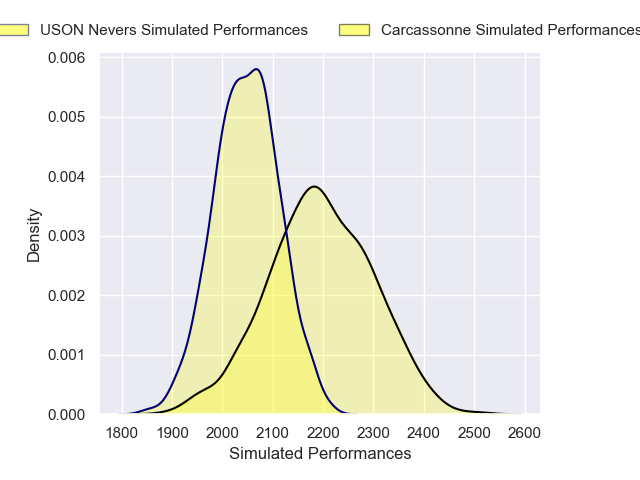 USON Nevers Simulated Performances Carcassonne Simulated Performances
0.006
0.005
0.004
0.003
0.002
0.001
0.000
Density
1800 1900 2000 2100 2200 2300 2400 2500 2600
Simulated Performances